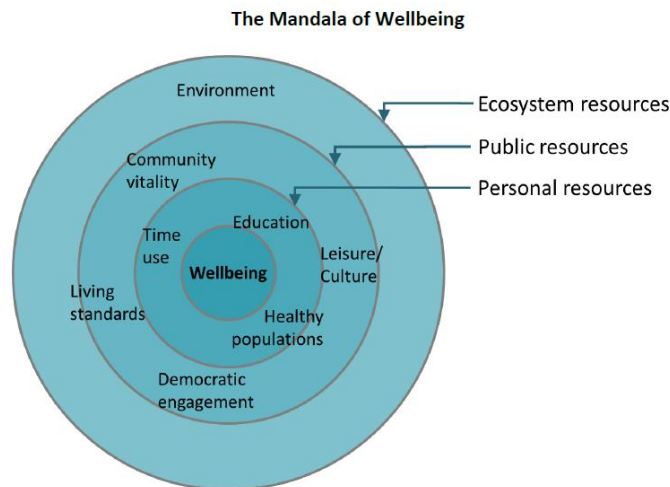 The Mandala of Wellbeing
Environment
Ecosystem resources
Public resources
Personal resources
Community
vitality
Education
Time
use
Leisure/
Culture
Wellbeing
Living
standards
Healthy
populations
Democratic
engagement